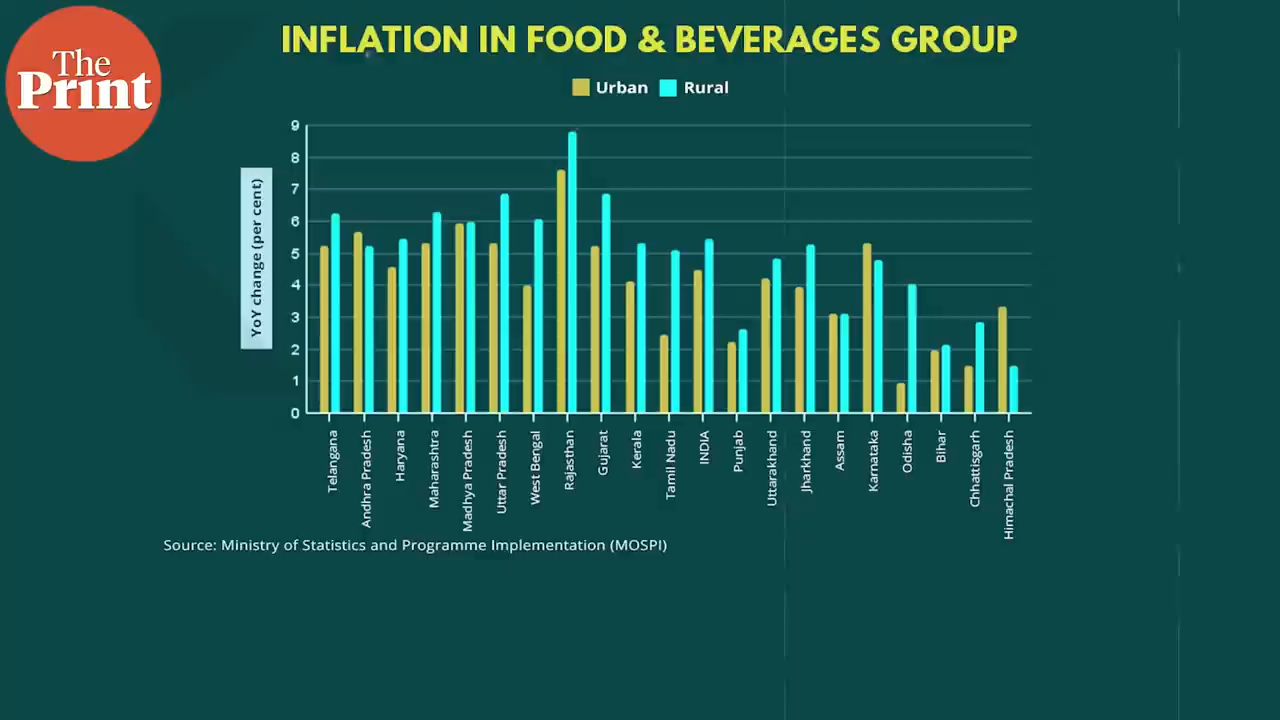 The
Print
INFLATION IN FOOD & BEVERAGES GROUP
Urban Rural
YoY change (per cent)
9
8
7
6
5
4
3
2
1
0
Telangana
Andhra Pradesh
Haryana
Maharashtra
Madhya Pradesh
Uttar Pradesh
West Bengal
Rajasthan
Gujarat
Kerala
Tamil Nadu
INDIA
Punjab
Uttarakhand
Jharkhand
Assam
Karnataka
Odisha
Bihar
Chhattisgarh
Himachal Pradesh
Source: Ministry of Statistics and Programme Implementation (MOSPI)